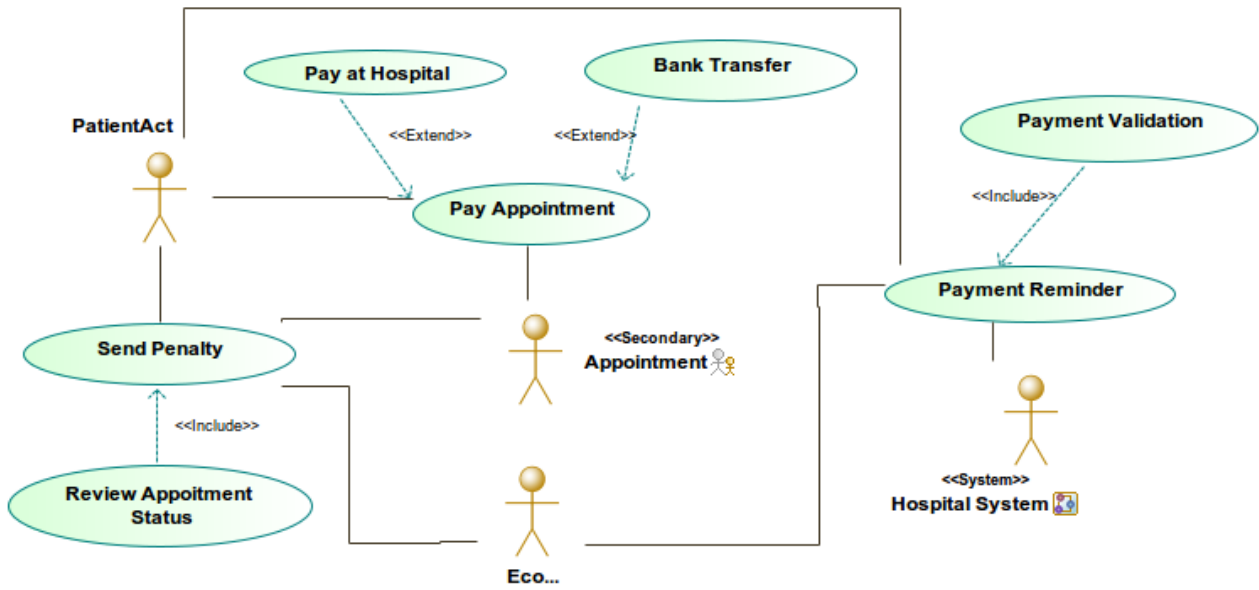 Pay at Hospital
Bank Transfer
PatientAct
<<Extend>>
<<Extend>>
Payment Validation
<<Include>>
Pay Appointment
Payment Reminder
Send Penalty
<<Secondary>>
Appointment
<<Include>>
<<System>>
Hospital System
Review Appoitment
Status
Eco...